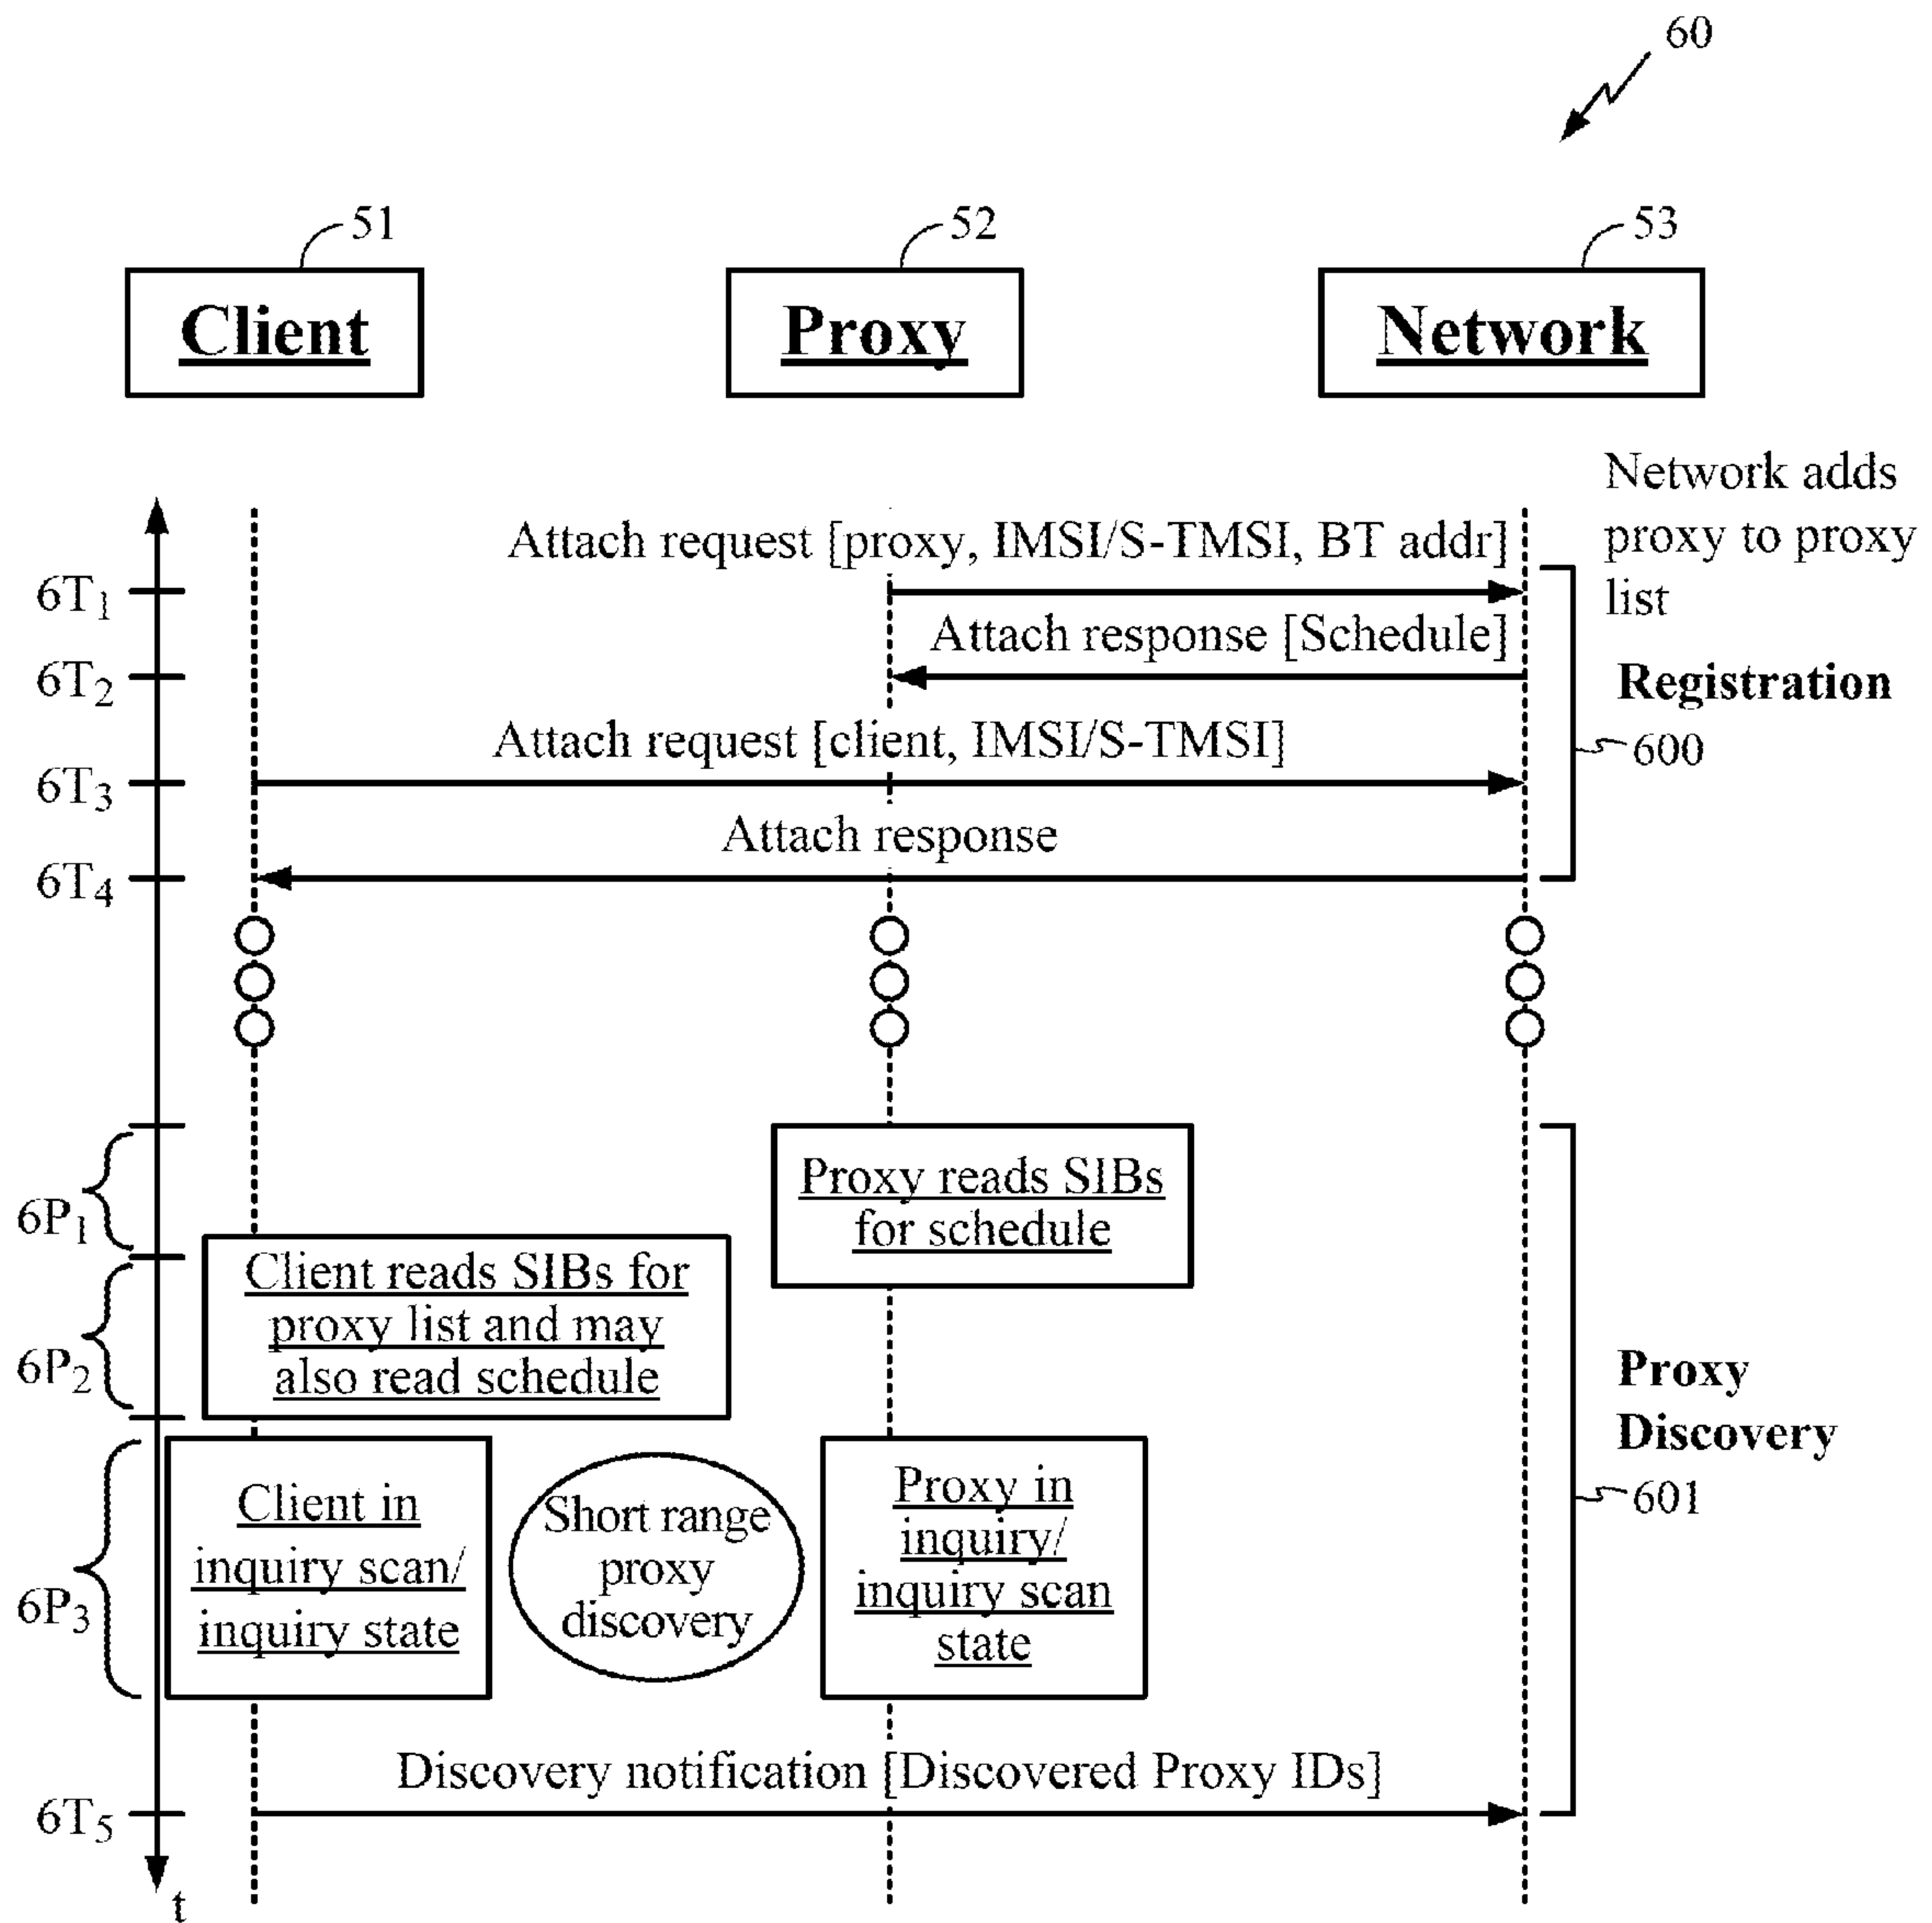 60
51
52
53
Client
Proxy
Network
Network adds
proxy to proxy
list
Attach request [proxy, IMSI/S-TMSI, BT addr]
6T1
Attach response [Schedule]
6T2
Registration
600
Attach request [client, IMSI/S-TMSI]
6T3
Attach response
6T4
6P1
Proxy reads SIBs
for schedule
6P2
Client reads SIBs for
proxy list and may
also read schedule
Proxy
Discovery
601
6P3
Client in
inquiry scan/
inquiry state
Short range
proxy
discovery
Proxy in
inquiry/
inquiry scan
state
Discovery notification [Discovered Proxy IDs]
6T5
t